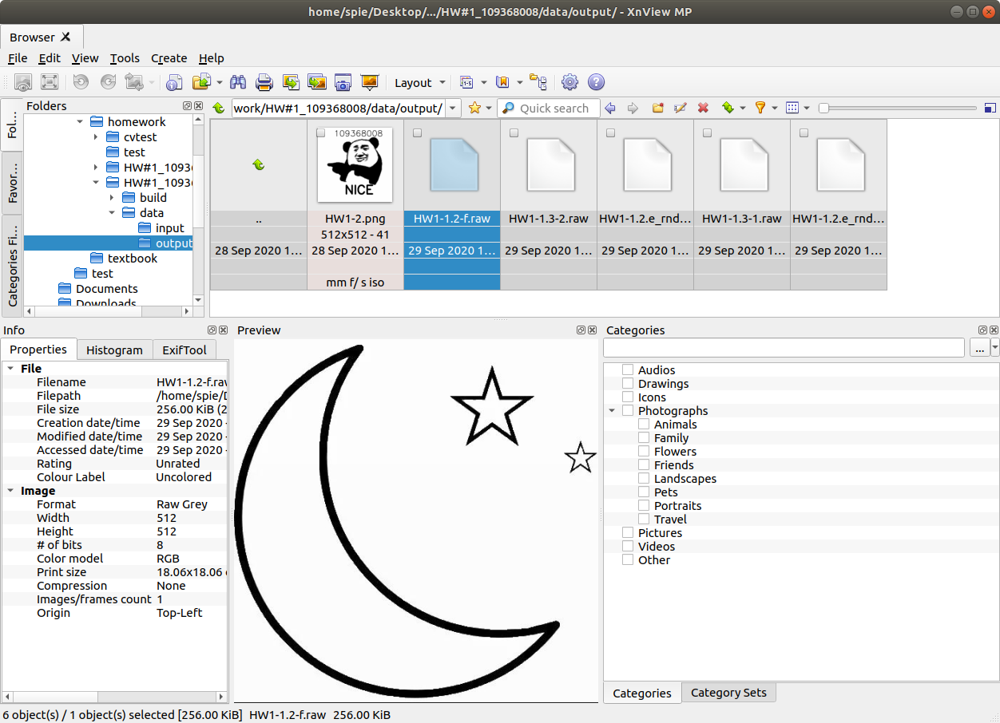 home/spie/Desktop/.../HW#1_109368008/data/output/ - XnView MP
Browser
File Edit View Tools Create Help
Layout
Folders
work/HW#1_109368008/data/output/
Quick search
Fol...
Favor...
Categories Fi...
homework
cvtest
test
HW#1_1093
HW#1_1093
build
data
input
output
textbook
test
Documents
Downloads
109368008
NICE
.. HW1-2.png HW1-1.2-f.raw HW1-1.3-2.raw HW1-1.2.e_rnd... HW1-1.3-1.raw HW1-1.2.e_rnd...
512x512 - 41
28 Sep 2020 1... 28 Sep 2020 1... 29 Sep 2020 1... 29 Sep 2020 1... 29 Sep 2020 1... 29 Sep 2020 1... 29 Sep 2020 1...
mm f/ s iso
Info
Properties Histogram ExifTool
File
Filename HW1-1.2-f.raw
Filepath /home/spie/D
File size 256.00 KiB (2
Creation date/time 29 Sep 2020 -
Modified date/time 29 Sep 2020 -
Accessed date/time 29 Sep 2020 -
Rating Unrated
Colour Label Uncolored
Image
Format Raw Grey
Width 512
Height 512
# of bits 8
Color model RGB
Print size 18.06x18.06
Compression None
Images/frames count 1
Origin Top-Left
Preview
Categories
...
Audios
Drawings
Icons
Photographs
Animals
Family
Flowers
Friends
Landscapes
Pets
Portraits
Travel
Pictures
Videos
Other
Categories Category Sets
6 object(s) / 1 object(s) selected [256.00 KiB] HW1-1.2-f.raw 256.00 KiB